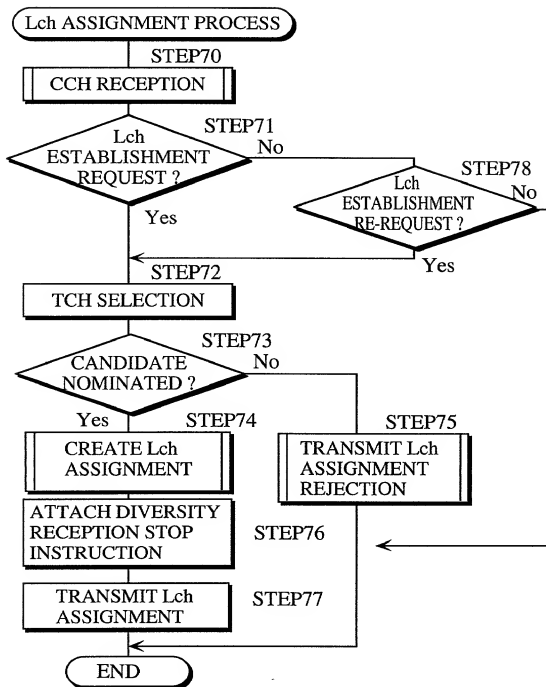 Lch ASSIGNMENT PROCESS
STEP70
CCH RECEPTION
STEP71
Lch
ESTABLISHMENT
REQUEST ?
No
Yes
STEP78
Lch
ESTABLISHMENT
RE-REQUEST ?
No
Yes
STEP72
TCH SELECTION
STEP73
CANDIDATE
NOMINATED ?
No
Yes
STEP74
CREATE Lch
ASSIGNMENT
STEP75
TRANSMIT Lch
ASSIGNMENT
REJECTION
ATTACH DIVERSITY
RECEPTION STOP
INSTRUCTION
STEP76
TRANSMIT Lch
ASSIGNMENT
STEP77
END